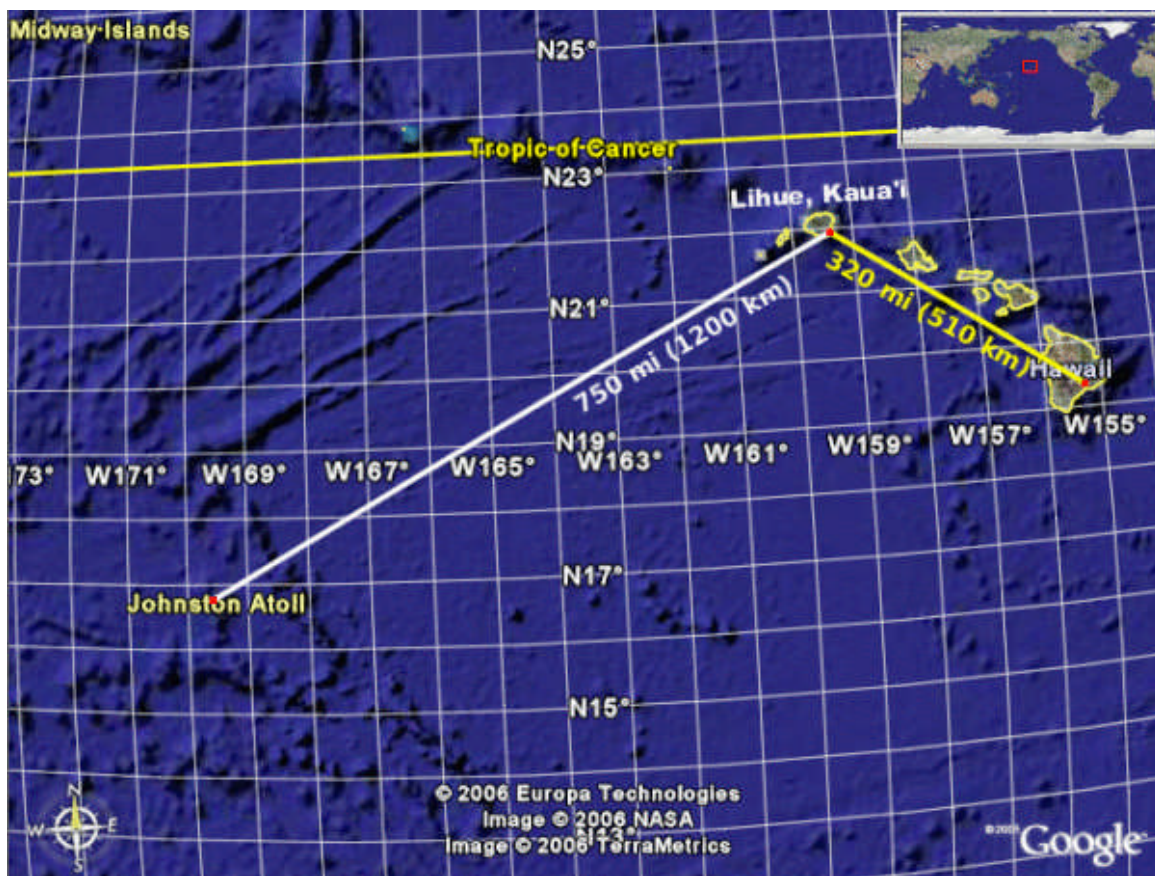 Midway Islands
N25°
Tropic of Cancer
N23°
Lihue, Kaua'i
320 mi (510 km)
N21°
750 mi (1200 km)
Hawaii
N19°
W155°
W157°
W159°
W161°
W163°
W165°
W167°
W169°
W171°
173°
N17°
Johnston Atoll
N15°
© 2006 Europa Technologies
Image © 2006 NASA
N13°
Image © 2006 TerraMetrics
N
W E
S
Google